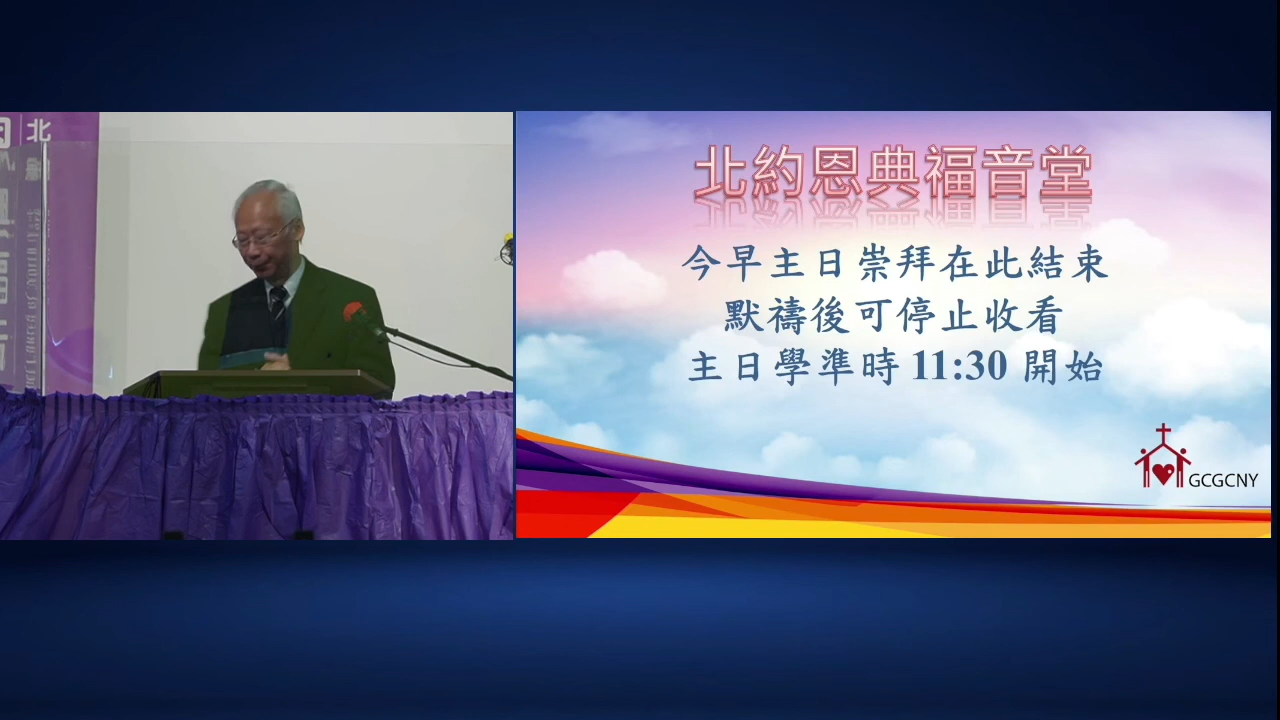 北
北約恩典福音堂
今早主日崇拜在此結束
默禱後可停止收看
主日學準時 11:30 開始
GCGCNY